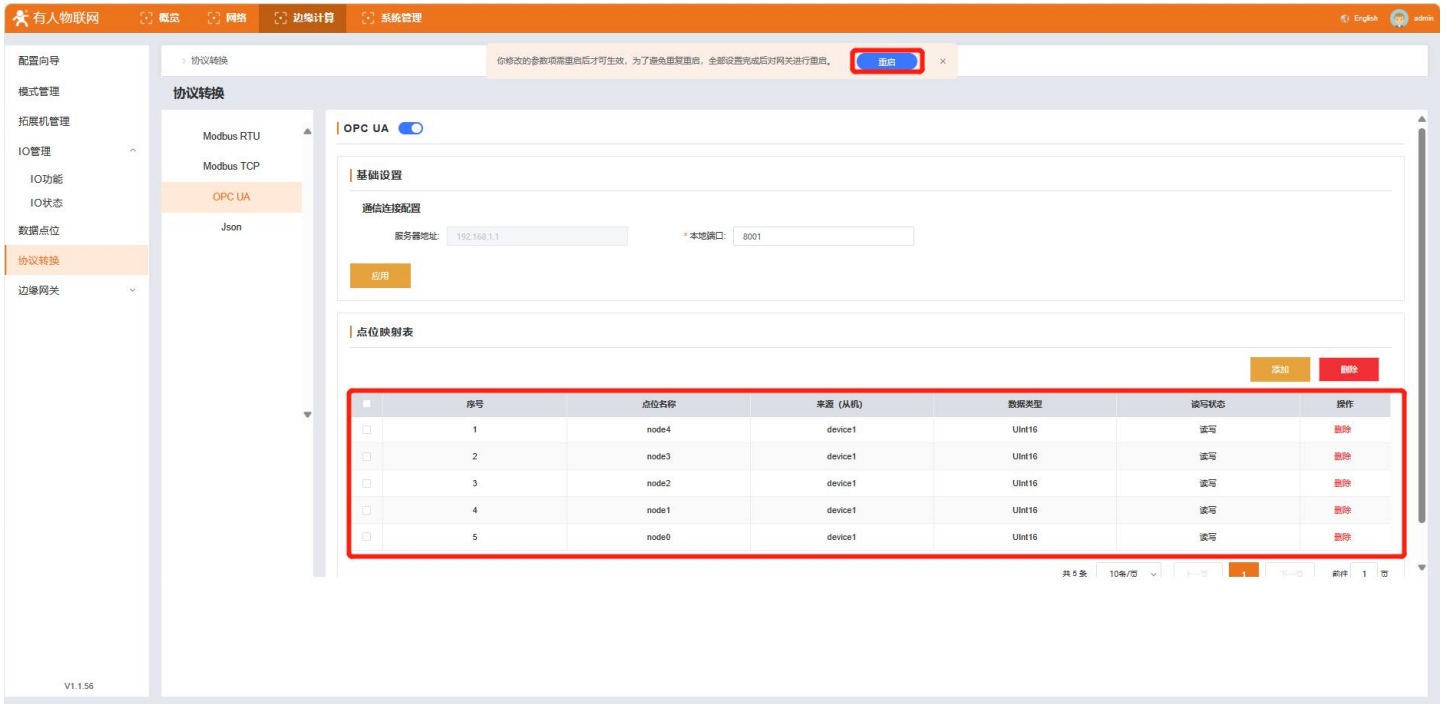 有人物联网 概览 网络 边缘计算 系统管理 English admin
配置向导
模式管理
拓展机管理
IO管理
IO功能
IO状态
数据点位
协议转换
边缘网关
V1.1.56
› 协议转换
你修改的参数项需重启后才可生效，为了避免重复重启，全部设置完成后对网关进行重启。 重启 ×
协议转换
Modbus RTU
Modbus TCP
OPC UA
Json
OPC UA
基础设置
通信连接配置
服务器地址: 192.168.1.1 * 本地端口: 8001
应用
点位映射表
添加 删除
序号 点位名称 来源 (从机) 数据类型 读写状态 操作
1 node4 device1 UInt16 读写 删除
2 node3 device1 UInt16 读写 删除
3 node2 device1 UInt16 读写 删除
4 node1 device1 UInt16 读写 删除
5 node0 device1 UInt16 读写 删除
共 5 条 10条/页 上一页 1 下一页 前往 1 页